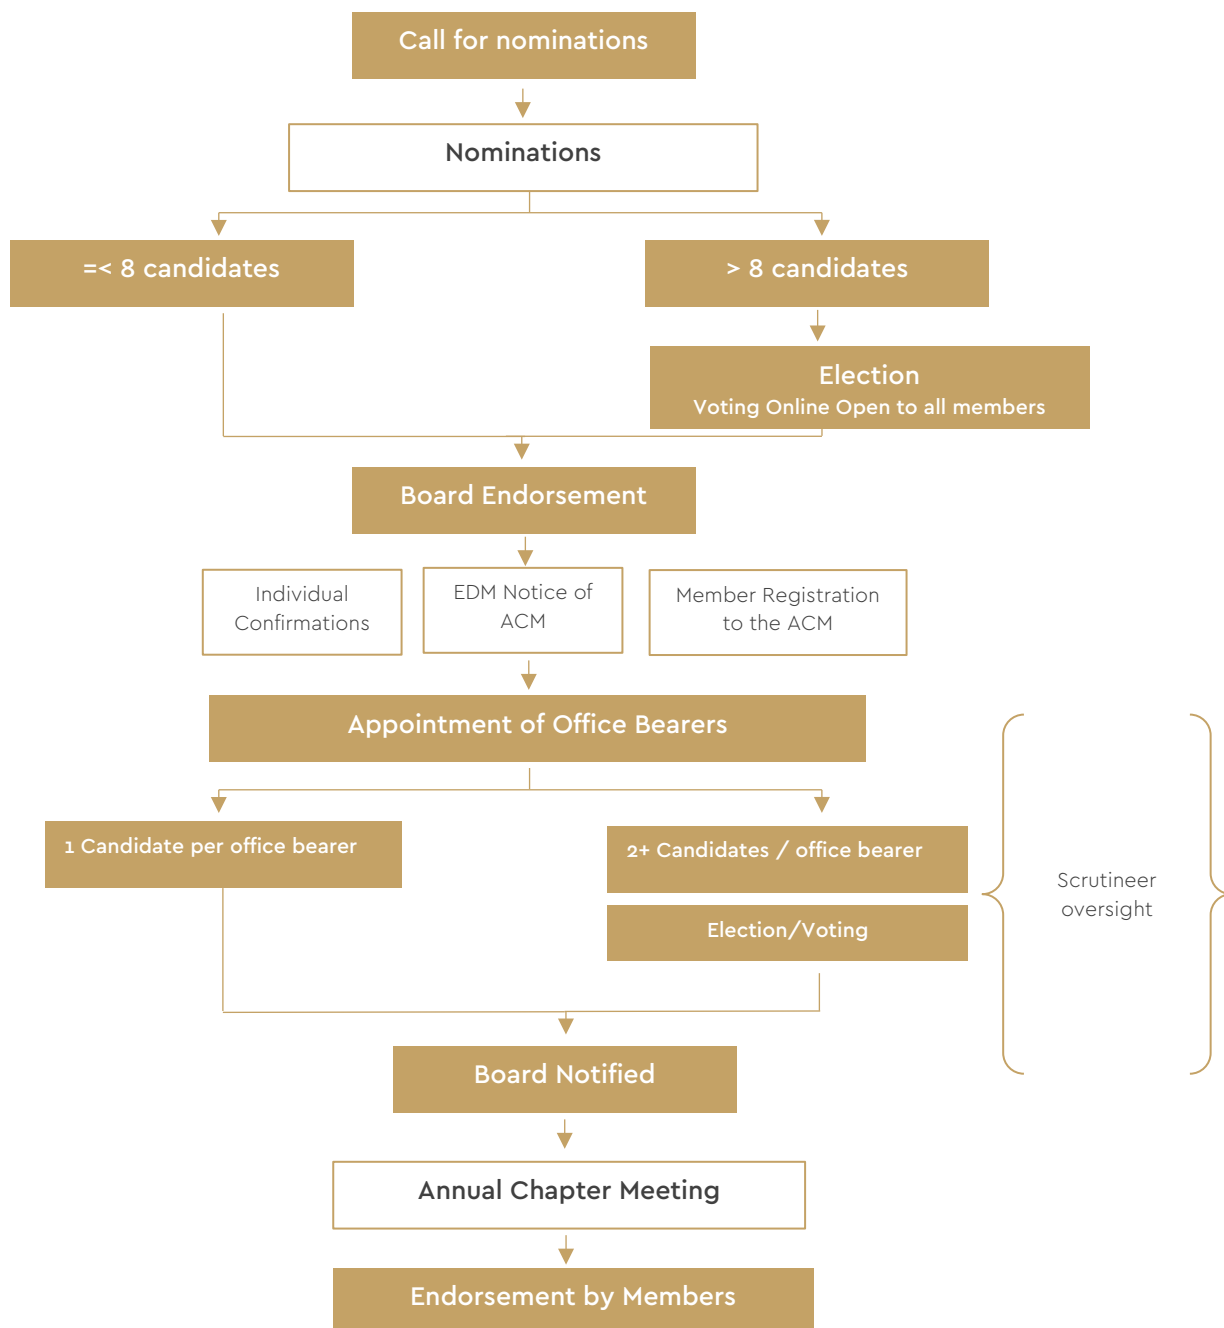 Call for nominations
Nominations
=< 8 candidates
> 8 candidates
Election
Voting Online Open to all members
Board Endorsement
Individual
Confirmations
EDM Notice of
ACM
Member Registration
to the ACM
Appointment of Office Bearers
1 Candidate per office bearer
2+ Candidates / office bearer
Election/Voting
Scrutineer
oversight
Board Notified
Annual Chapter Meeting
Endorsement by Members